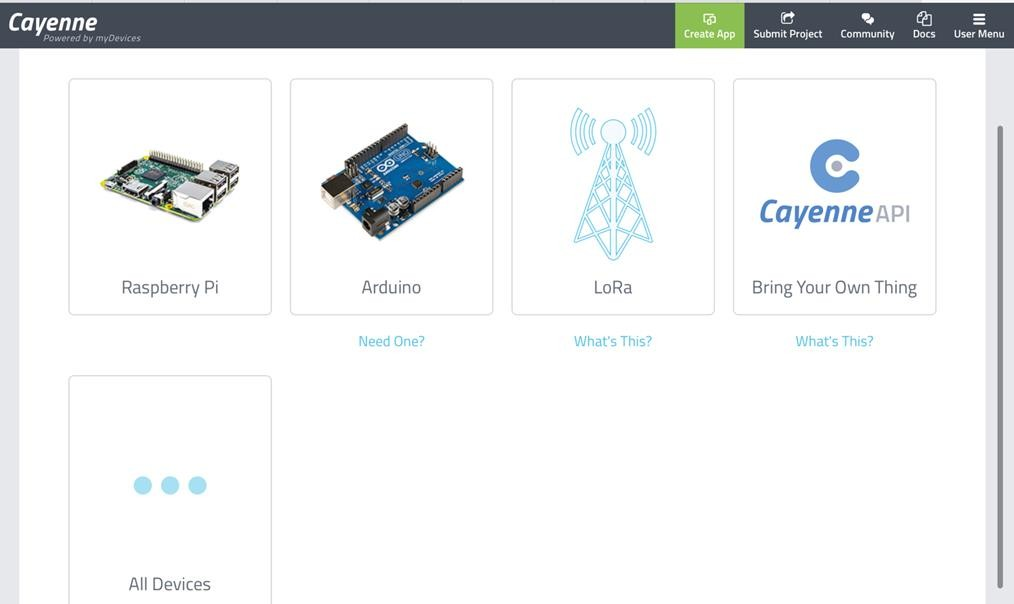 Cayenne
Powered by myDevices
Create App
Submit Project
Community
Docs
User Menu
Cayenne API
Raspberry Pi
Arduino
LoRa
Bring Your Own Thing
Need One?
What's This?
What's This?
All Devices